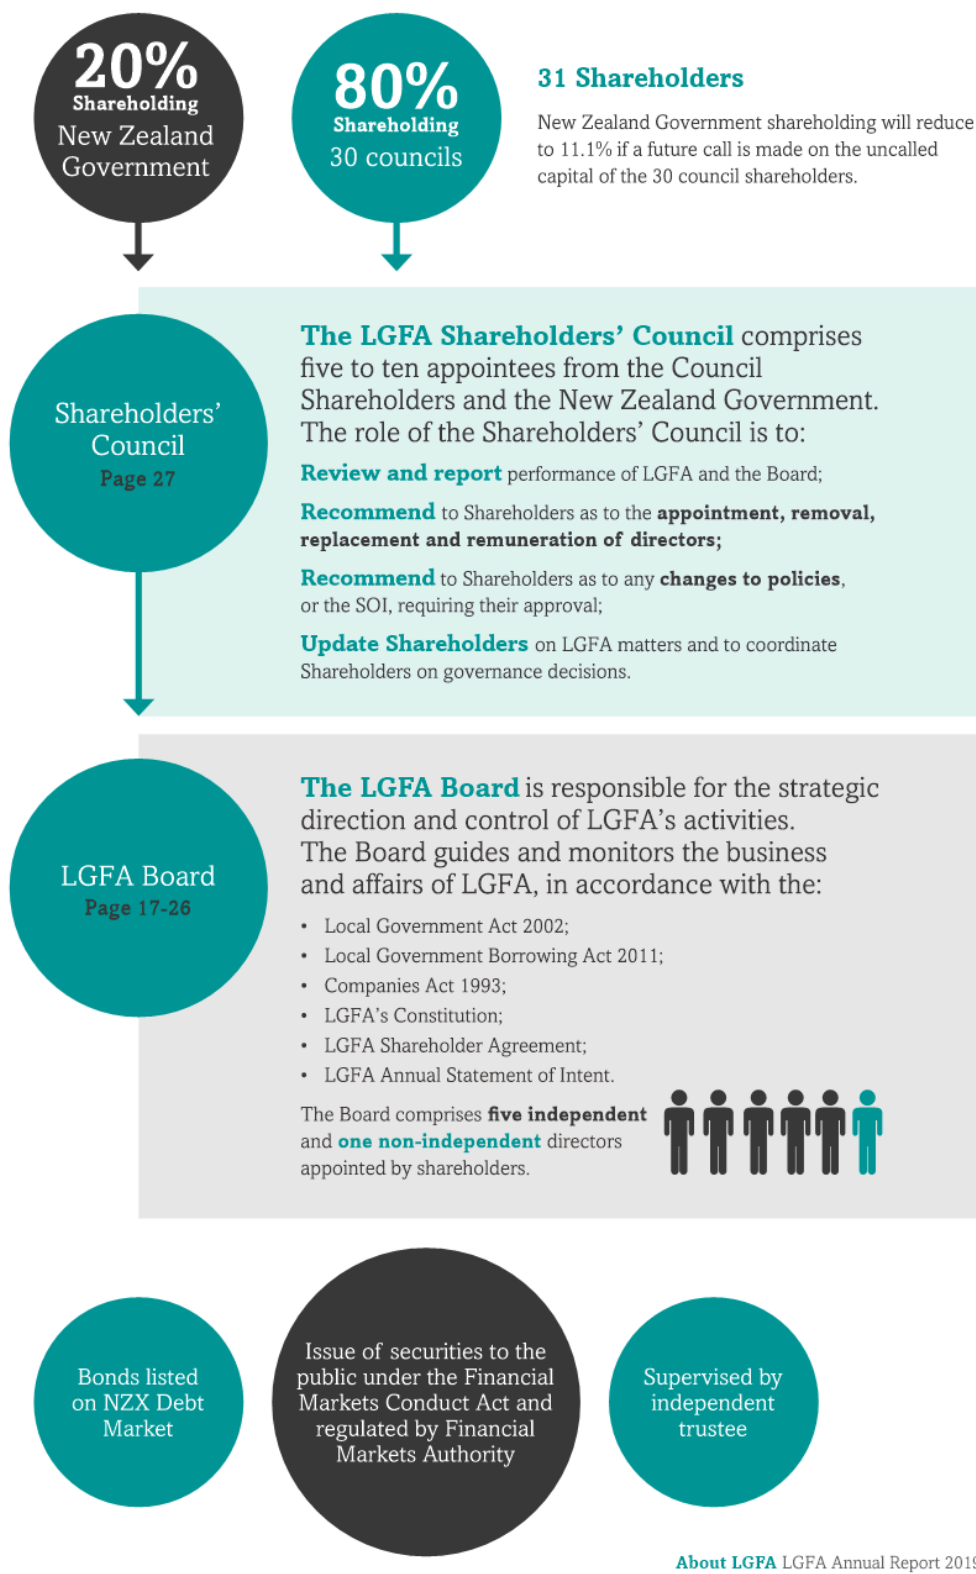 20%
Shareholding
New Zealand
Government
80%
Shareholding
30 councils
31 Shareholders
New Zealand Government shareholding will reduce
to 11.1% if a future call is made on the uncalled
capital of the 30 council shareholders.
Shareholders’
Council
Page 27
The LGFA Shareholders’ Council comprises
five to ten appointees from the Council
Shareholders and the New Zealand Government.
The role of the Shareholders’ Council is to:
Review and report performance of LGFA and the Board;
Recommend to Shareholders as to the appointment, removal,
replacement and remuneration of directors;
Recommend to Shareholders as to any changes to policies,
or the SOI, requiring their approval;
Update Shareholders on LGFA matters and to coordinate
Shareholders on governance decisions.
LGFA Board
Page 17-26
The LGFA Board is responsible for the strategic
direction and control of LGFA’s activities.
The Board guides and monitors the business
and affairs of LGFA, in accordance with the:
• Local Government Act 2002;
• Local Government Borrowing Act 2011;
• Companies Act 1993;
• LGFA’s Constitution;
• LGFA Shareholder Agreement;
• LGFA Annual Statement of Intent.
The Board comprises five independent
and one non-independent directors
appointed by shareholders.
Bonds listed
on NZX Debt
Market
Issue of securities to the
public under the Financial
Markets Conduct Act and
regulated by Financial
Markets Authority
Supervised by
independent
trustee
About LGFA LGFA Annual Report 2019